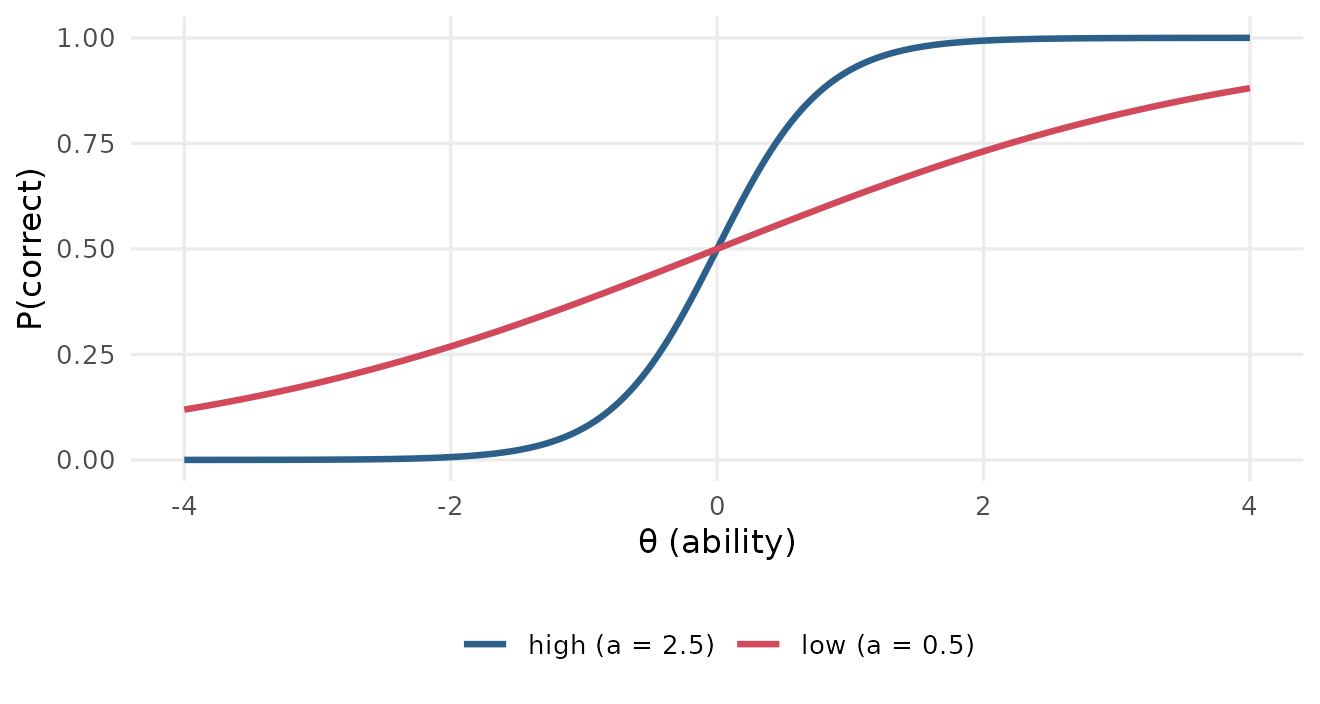 1.00
0.75
0.50
0.25
0.00
P(correct)
-4 -2 0 2 4
θ (ability)
high (a = 2.5) low (a = 0.5)